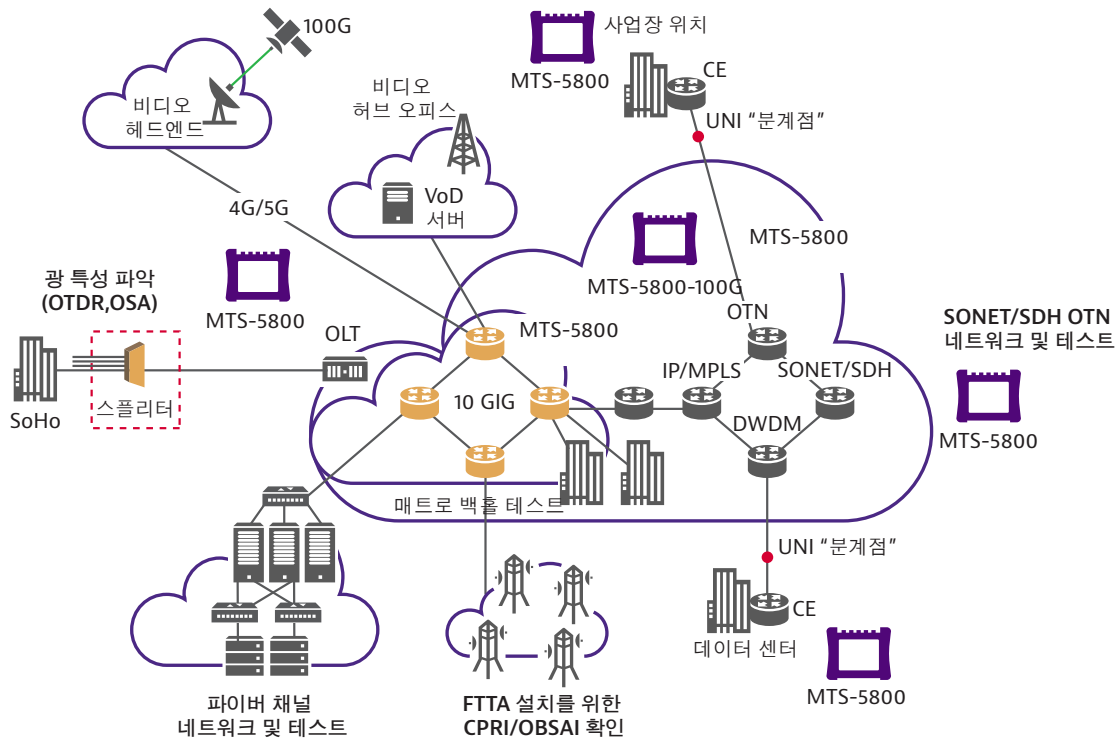 100G
비디오
헤드엔드
비디오
허브 오피스
VoD
서버
4G/5G
사업장 위치
MTS-5800
CE
UNI “분계점”
MTS-5800
MTS-5800-100G
OTN
광 특성 파악
(OTDR,OSA)
MTS-5800
OLT
MTS-5800
SoHo
스플리터
10 GIG
IP/MPLS
SONET/SDH
DWDM
SONET/SDH OTN
네트워크 및 테스트
MTS-5800
매트로 백홀 테스트
UNI “분계점”
CE
데이터 센터
MTS-5800
파이버 채널
네트워크 및 테스트
FTTA 설치를 위한
CPRI/OBSAI 확인